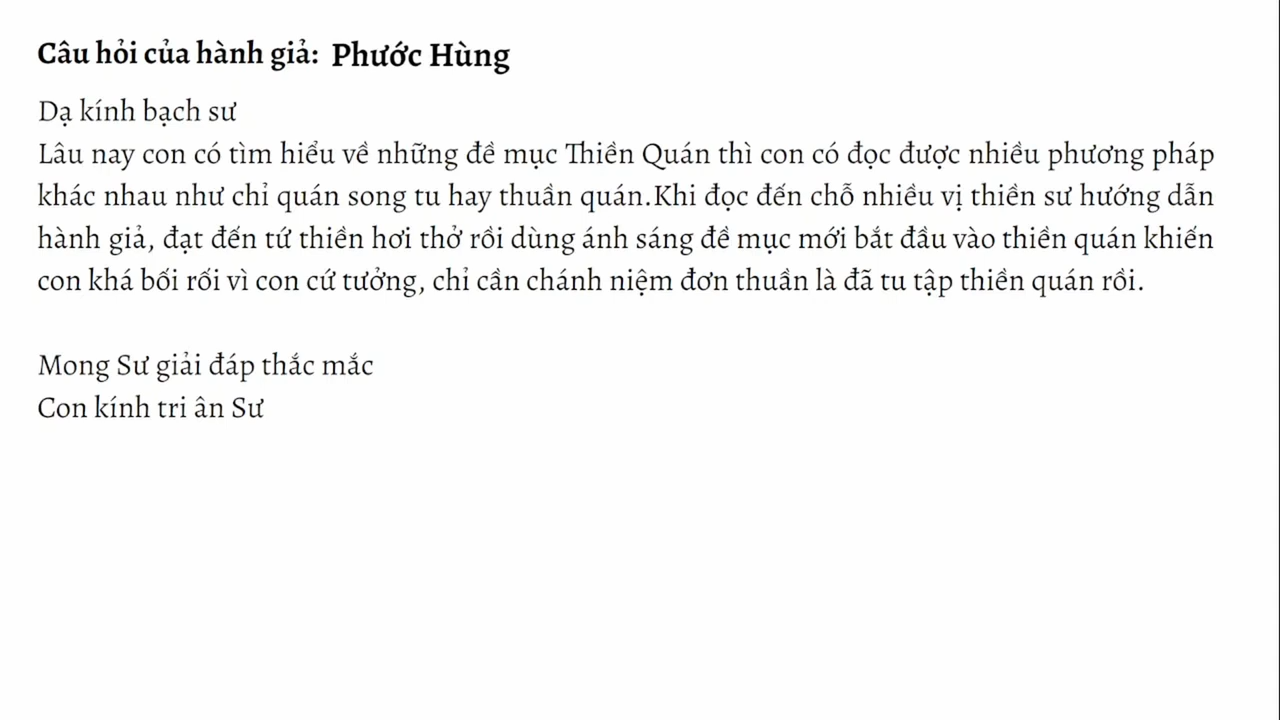 Câu hỏi của hành giả: Phước Hùng
Dạ kính bạch sư
Lâu nay con có tìm hiểu về những đề mục Thiền Quán thì con có đọc được nhiều phương pháp
khác nhau như chỉ quán song tu hay thuần quán.Khi đọc đến chỗ nhiều vị thiền sư hướng dẫn
hành giả, đạt đến tứ thiền hơi thở rồi dùng ánh sáng đề mục mới bắt đầu vào thiền quán khiến
con khá bối rối vì con cứ tưởng, chỉ cần chánh niệm đơn thuần là đã tu tập thiền quán rồi.
Mong Sư giải đáp thắc mắc
Con kính tri ân Sư